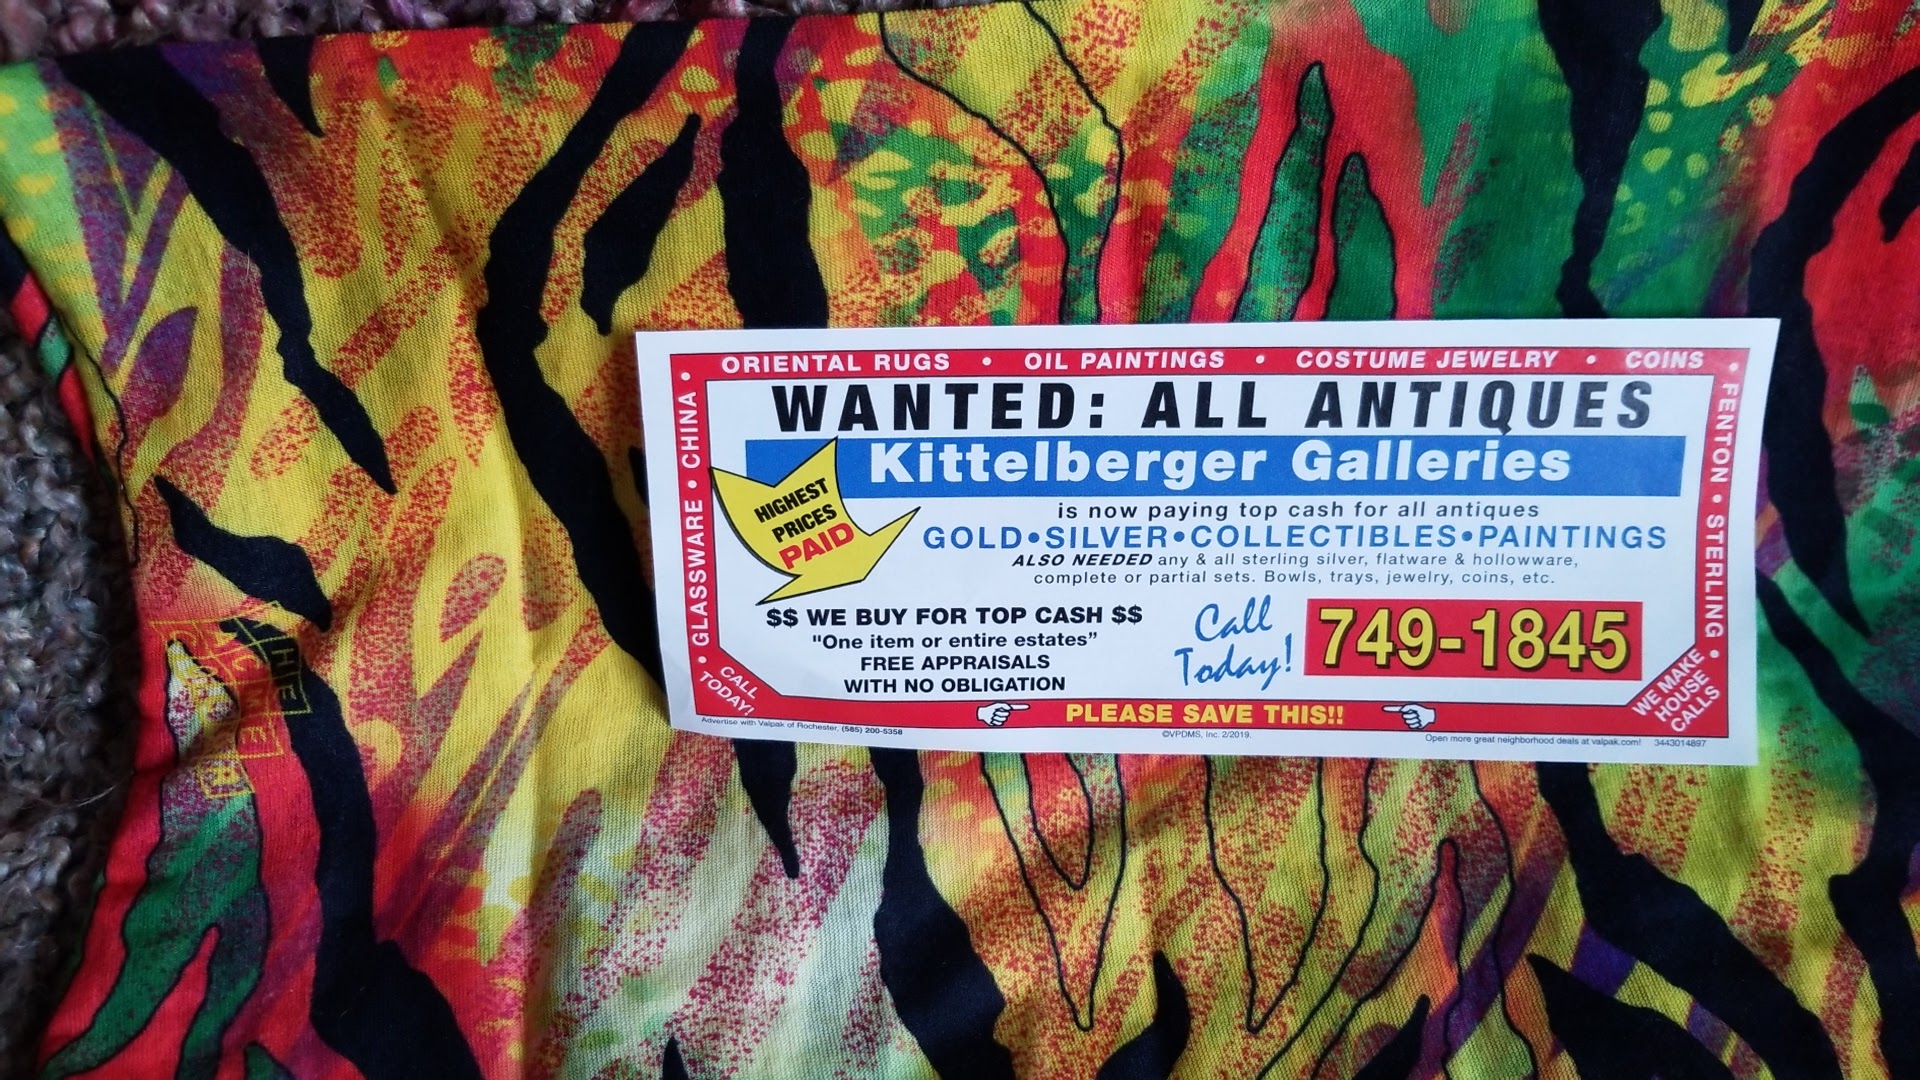 ORIENTAL RUGS • OIL PAINTINGS • COSTUME JEWELRY • COINS •
FENTON • STERLING •
• GLASSWARE • CHINA •
WANTED: ALL ANTIQUES
Kittelberger Galleries
HIGHEST
PRICES
PAID
is now paying top cash for all antiques
GOLD•SILVER•COLLECTIBLES•PAINTINGS
ALSO NEEDED any & all sterling silver, flatware & hollowware,
complete or partial sets. Bowls, trays, jewelry, coins, etc.
$$ WE BUY FOR TOP CASH $$
"One item or entire estates"
FREE APPRAISALS
WITH NO OBLIGATION
Call
Today!
749-1845
CALL
TODAY!
PLEASE SAVE THIS!!
WE MAKE
HOUSE
CALLS
Advertise with Valpak of Rochester, (585) 200-5358
©VPDMS, Inc. 2/2019.
Open more great neighborhood deals at valpak.com! 3443014897